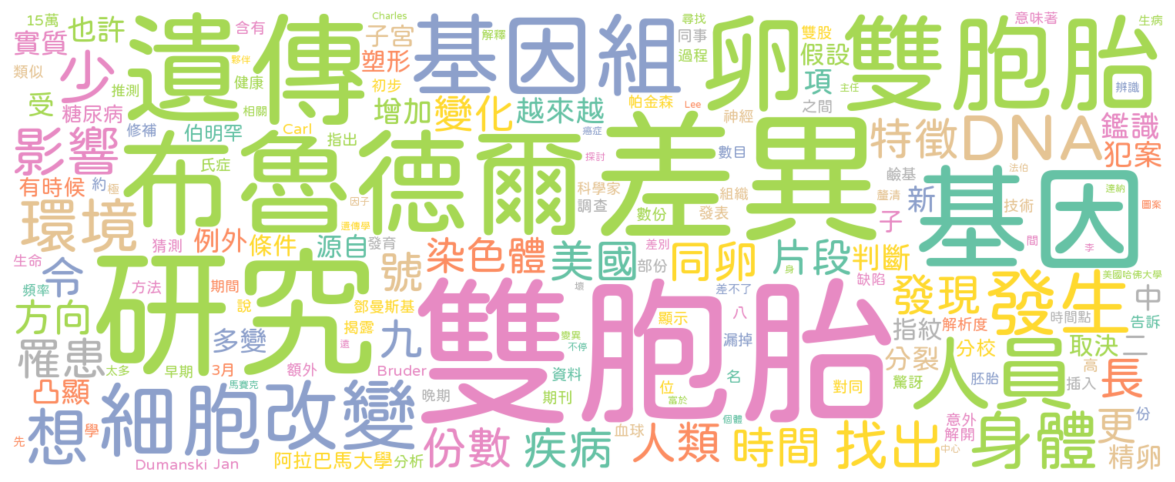 15萬 也許 遺傳 Charles 解釋 含有 夥伴 子宮 基因組 尋找 同事 過程 卵雙胞胎 雙股 意味著 生病
實質 少 類似 推測 健康 相關 塑形 初步 假設 項 主任 辨識
受 糖尿病 增加 變化 越來越 帕金森 Lee 之間 特徵 DNA 鑑識
影響 修補 伯明罕 Carl 指出 布魯德爾 差異 癌症 神經 數目 鹼基 法伯 犯案
有時候 約 極 氏症 因子 探討 科學家 調查 組織 數份 發表 釐清 新 技術 基因 達納 圖案
環境 猜測 例外 條件 遺傳學 源自 發育 染色體 美國 差別 部份 同卵 身 片段 判斷 子 間 李
生命 令 頻率 方法 期間 研究 號 鄧曼斯基 壞 差不了 八 缺陷 發現 發生 美國哈佛大學 中
方向 多變 說 揭露 遺 九 雙胞胎 變異 不停 顯示 漏掉 指紋 解析度 時間點 二 告訴
罹患 太多 早期 3月 馬賽克 額外 Bruder 資料 位 名 驚訝 分裂 分校 人員 取決 高 插入 長
凸顯 先 想 學 細胞 改變 晚期 期刊 富於 對同 個體 胚胎 意外 解開 更 份
Dumanski Jan 阿拉巴馬大學 分析 份數 疾病 血球 人類 時間 找出 中心 身體 精卵